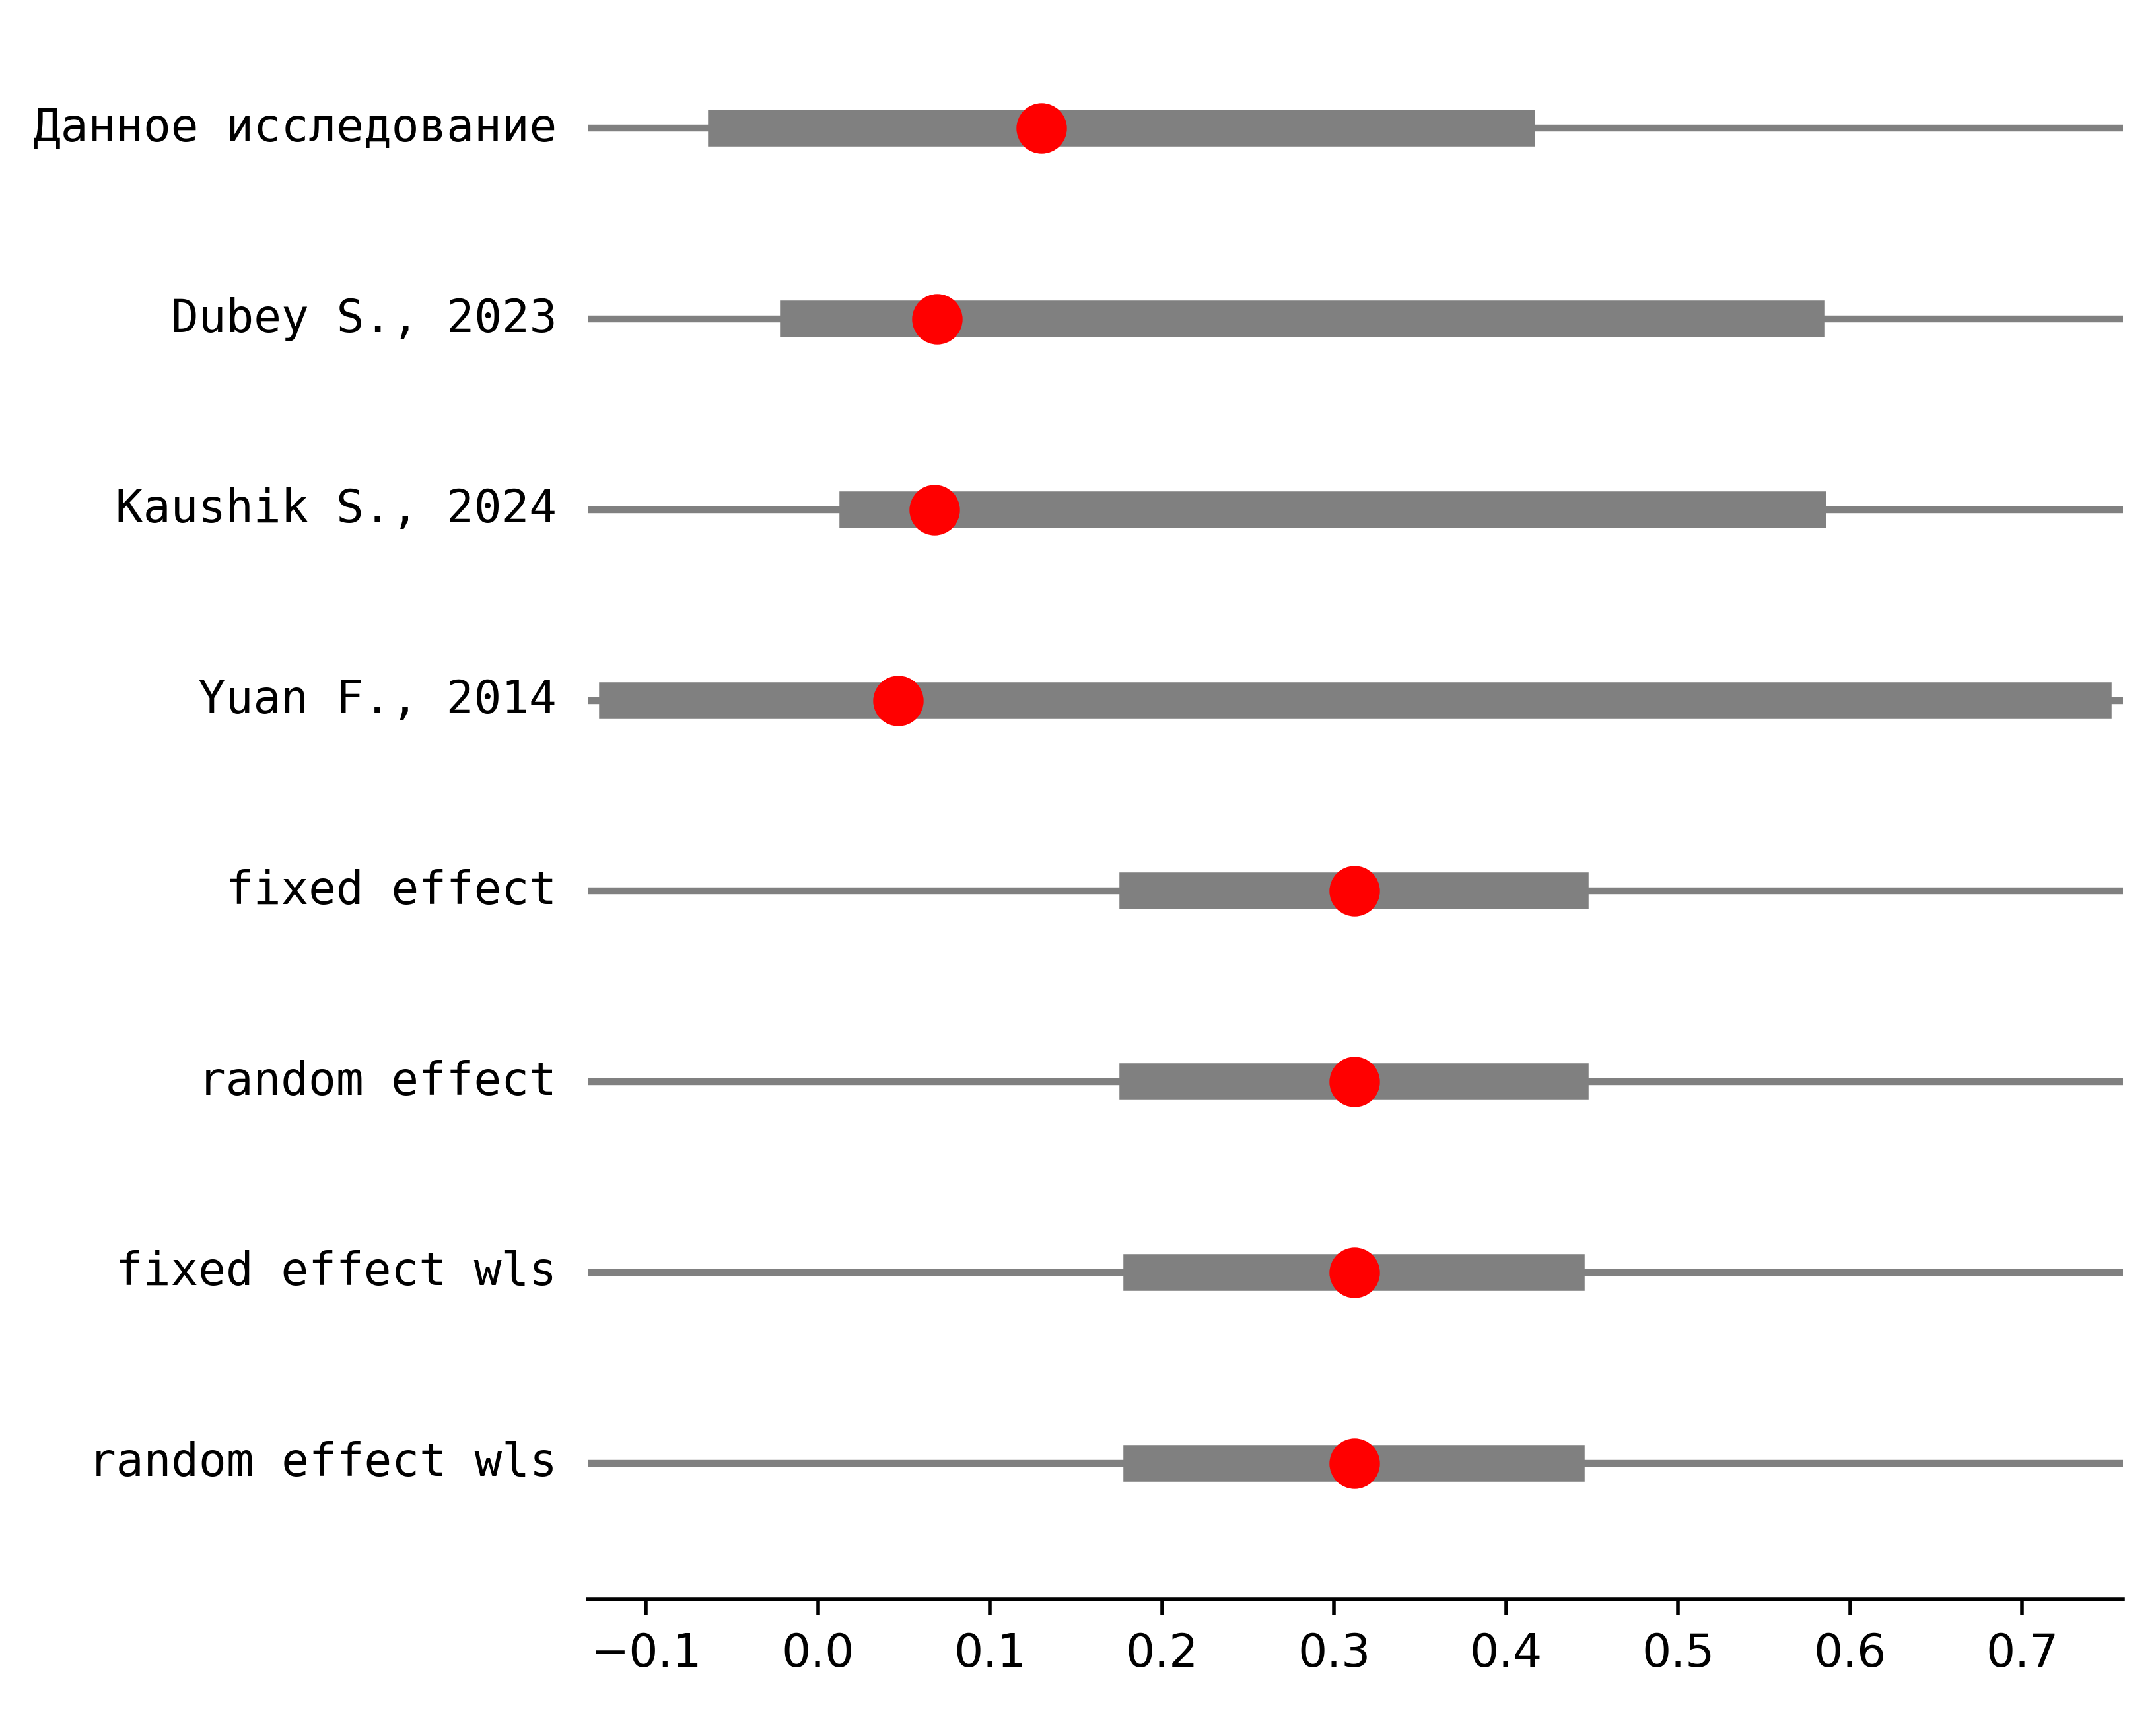 Данное исследование
Dubey S., 2023
Kaushik S., 2024
Yuan F., 2014
fixed effect
random effect
fixed effect wls
random effect wls
−0.1 0.0 0.1 0.2 0.3 0.4 0.5 0.6 0.7